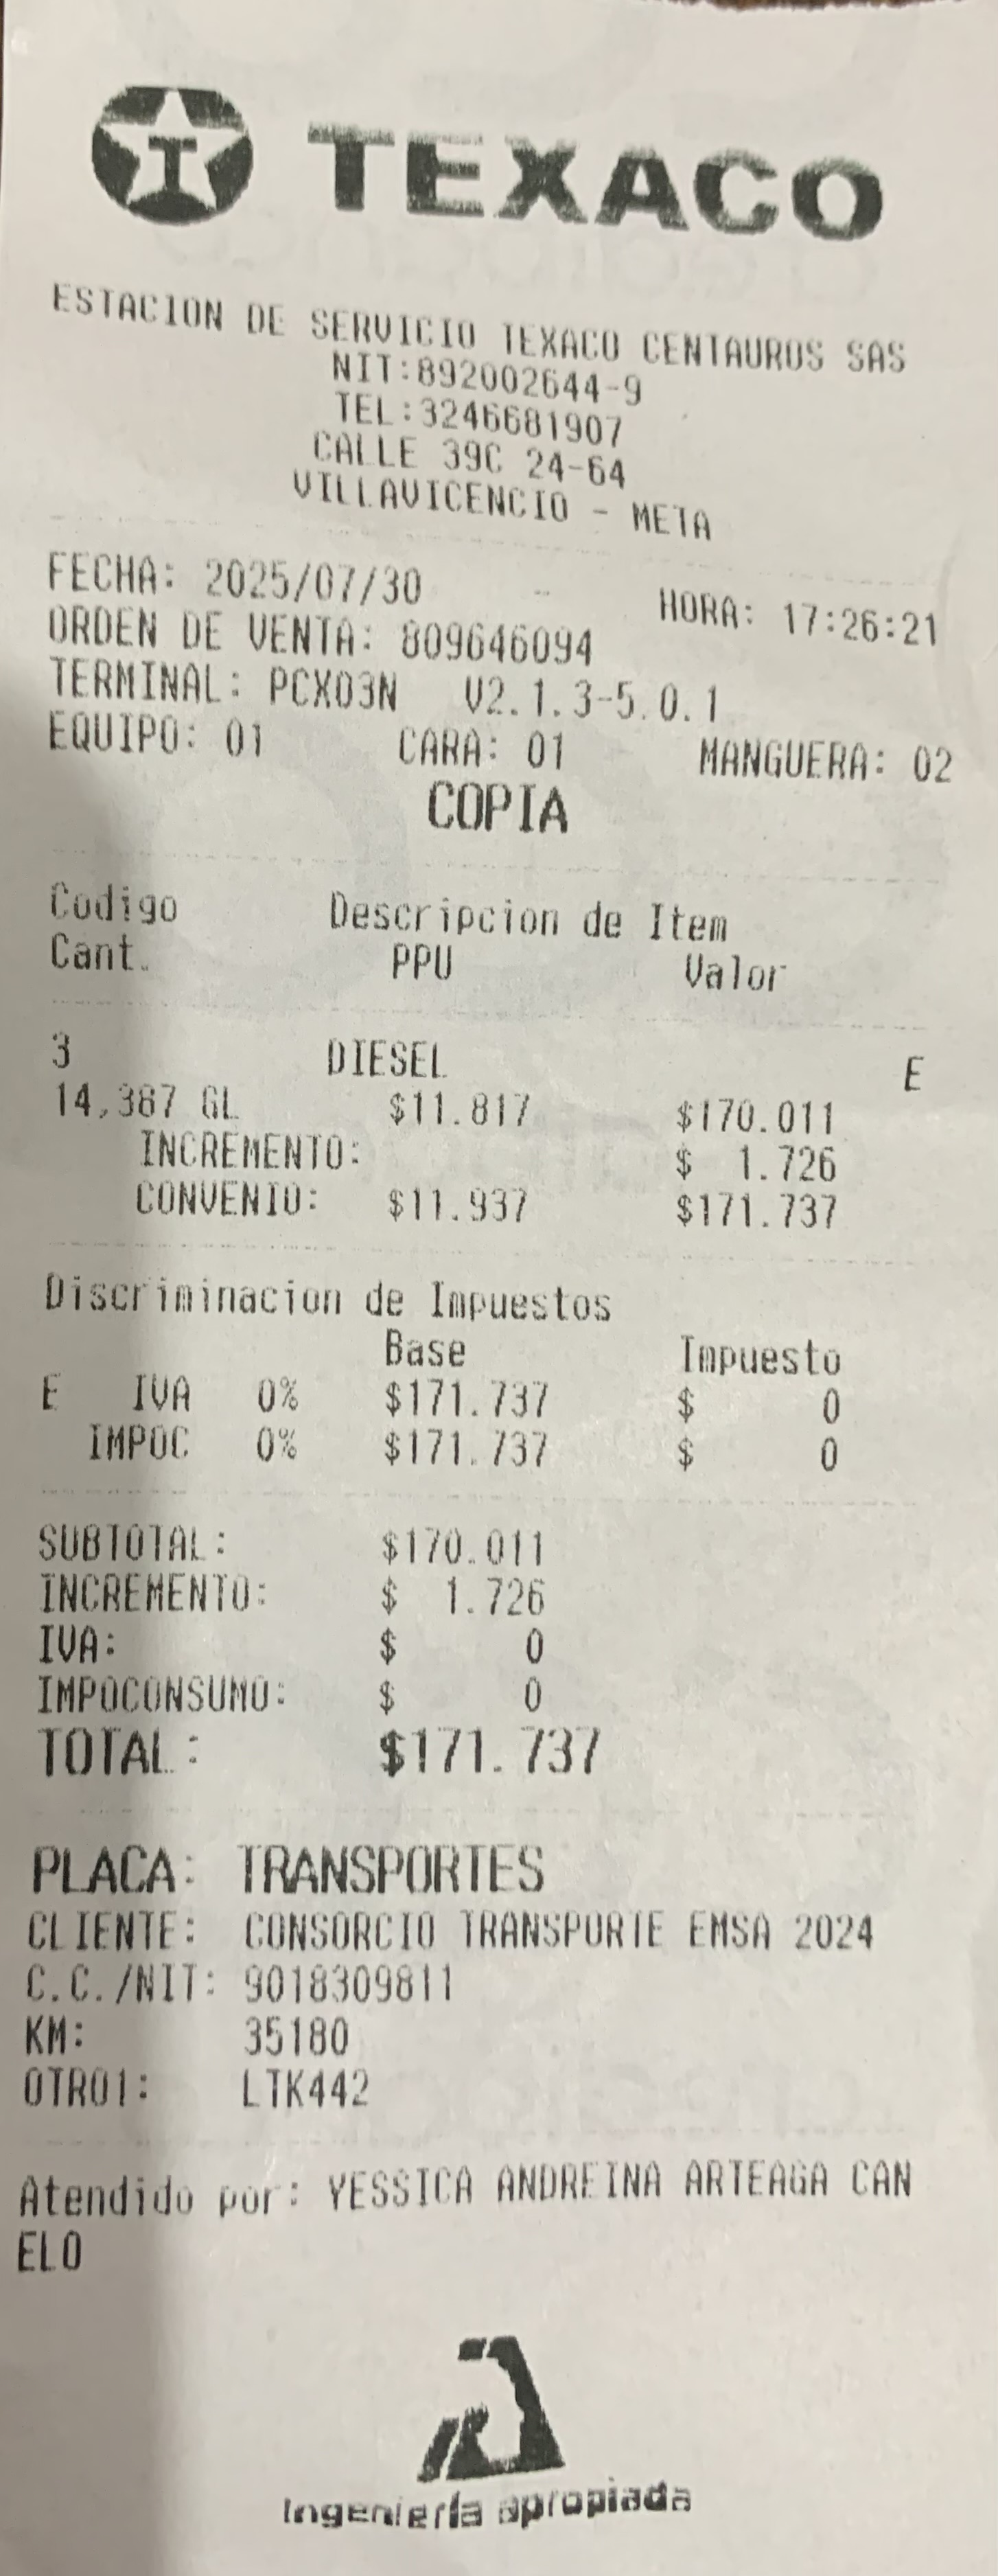 TEXACO
ESTACION DE SERVICIO TEXACO CENTAUROS SAS
NIT:892002644-9
TEL:3246681907
CALLE 39C 24-64
VILLAVICENCIO - META
FECHA: 2025/07/30 HORA: 17:26:21
ORDEN DE VENTA: 809646094
TERMINAL: PCX03N V2.1.3-5.0.1
EQUIPO: 01 CARA: 01 MANGUERA: 02
COPIA
Codigo Descripcion de Item
Cant. PPU Valor
3 DIESEL E
14,387 GL $11.817 $170.011
INCREMENTO: $ 1.726
CONVENIO: $11.937 $171.737
Discriminacion de Impuestos
Base Impuesto
E IVA 0% $171.737 $ 0
IMPOC 0% $171.737 $ 0
SUBTOTAL: $170.011
INCREMENTO: $ 1.726
IVA: $ 0
IMPOCONSUMO: $ 0
TOTAL: $171.737
PLACA: TRANSPORTES
CLIENTE: CONSORCIO TRANSPORTE EMSA 2024
C.C./NIT: 9018309811
KM: 35180
OTRO1: LTK442
Atendido por: YESSICA ANDREINA ARTEAGA CAN
ELO
Ingeniería apropiada